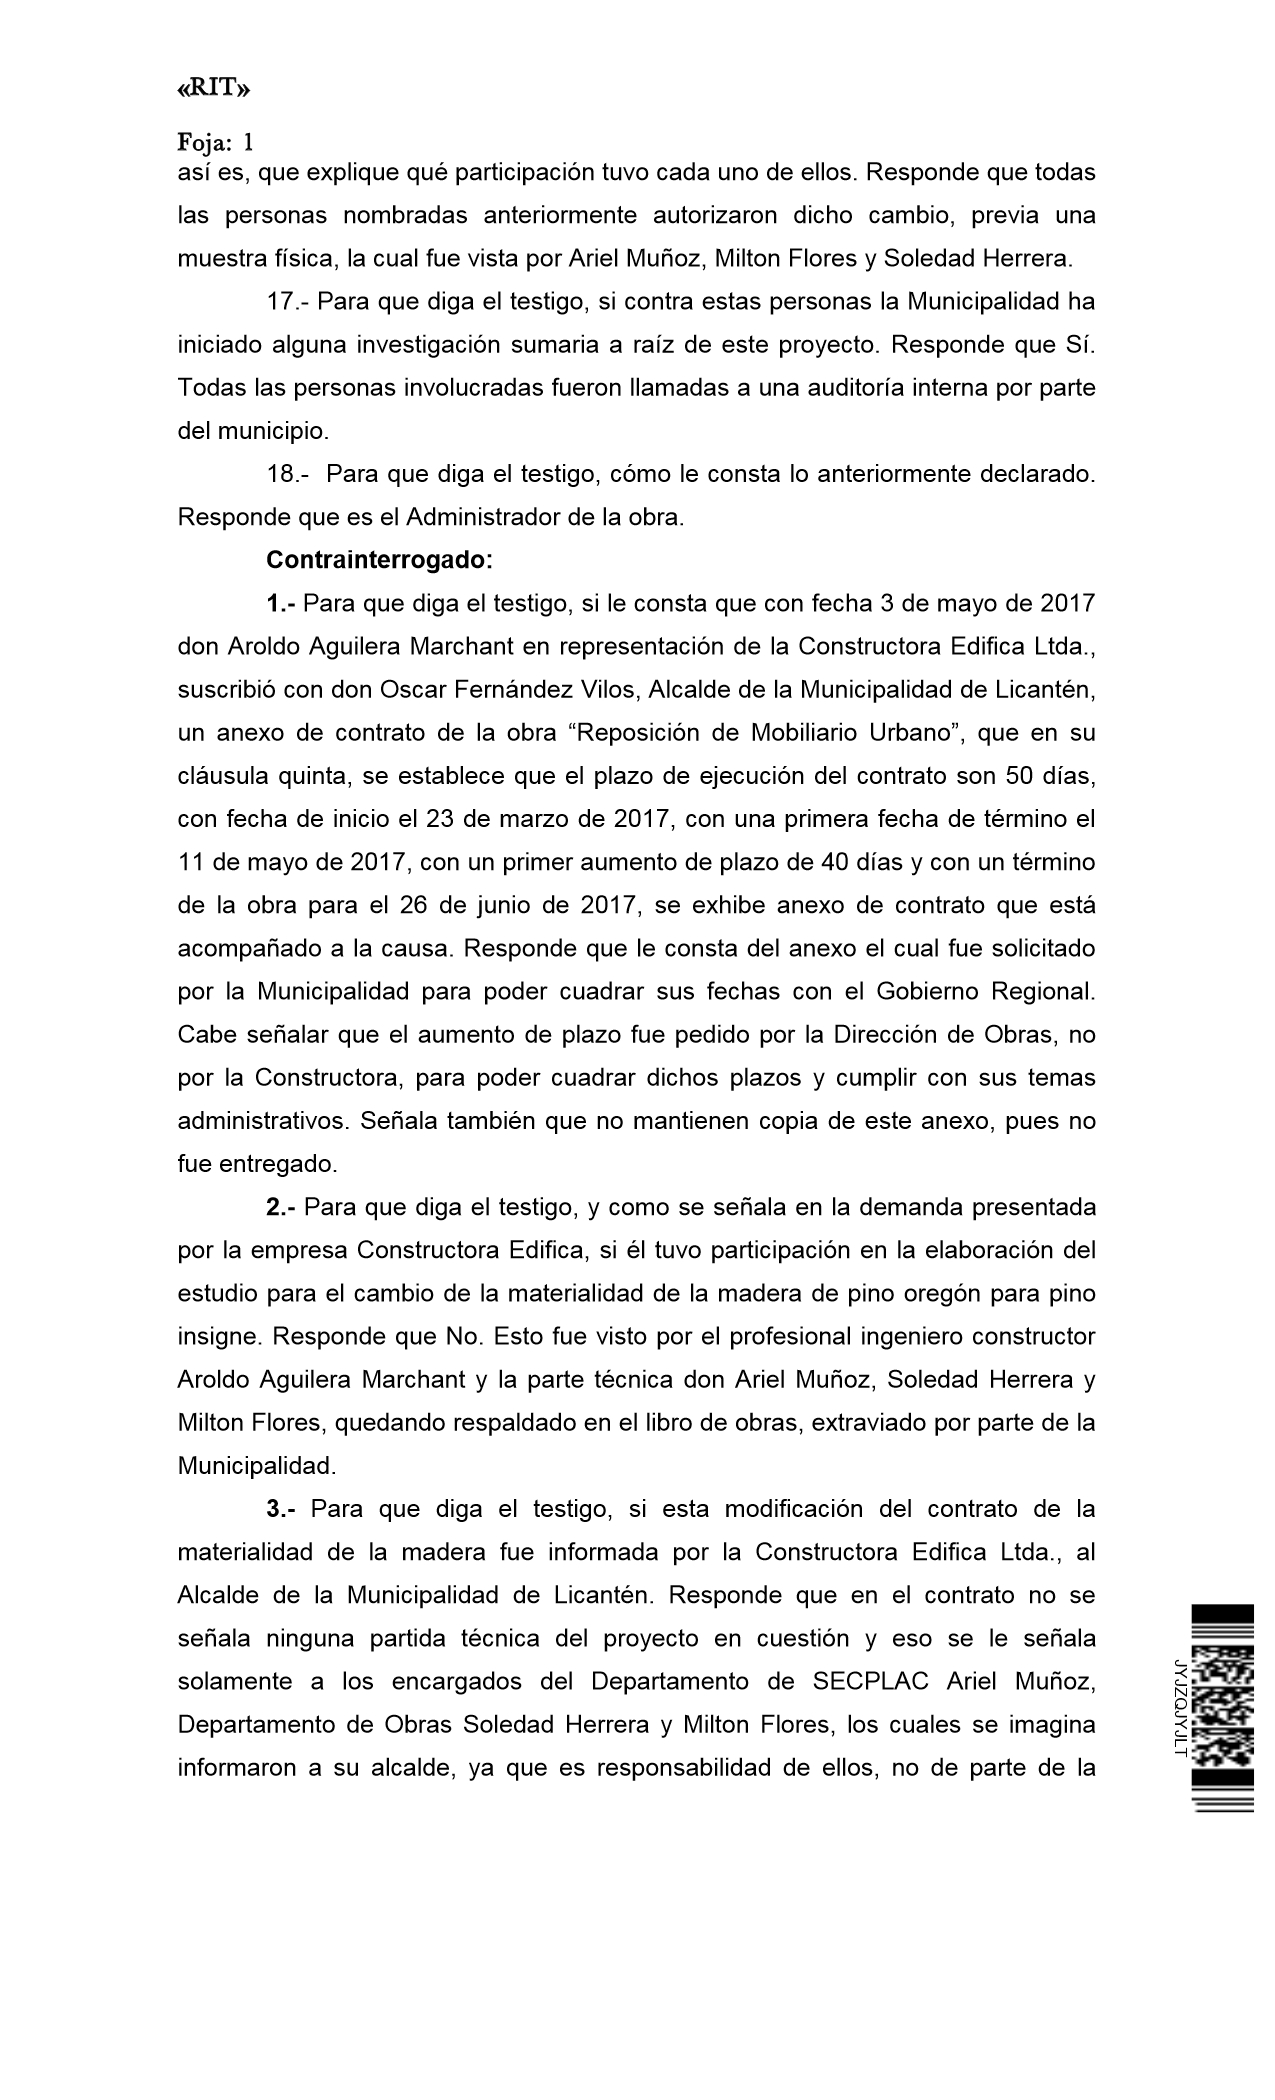 «RIT»
Foja: 1
así es, que explique qué participación tuvo cada uno de ellos. Responde que todas
las personas nombradas anteriormente autorizaron dicho cambio, previa una
muestra física, la cual fue vista por Ariel Muñoz, Milton Flores y Soledad Herrera.
17.- Para que diga el testigo, si contra estas personas la Municipalidad ha
iniciado alguna investigación sumaria a raíz de este proyecto. Responde que Sí.
Todas las personas involucradas fueron llamadas a una auditoría interna por parte
del municipio.
18.- Para que diga el testigo, cómo le consta lo anteriormente declarado.
Responde que es el Administrador de la obra.
Contrainterrogado:
1.- Para que diga el testigo, si le consta que con fecha 3 de mayo de 2017
don Aroldo Aguilera Marchant en representación de la Constructora Edifica Ltda.,
suscribió con don Oscar Fernández Vilos, Alcalde de la Municipalidad de Licantén,
un anexo de contrato de la obra “Reposición de Mobiliario Urbano”, que en su
cláusula quinta, se establece que el plazo de ejecución del contrato son 50 días,
con fecha de inicio el 23 de marzo de 2017, con una primera fecha de término el
11 de mayo de 2017, con un primer aumento de plazo de 40 días y con un término
de la obra para el 26 de junio de 2017, se exhibe anexo de contrato que está
acompañado a la causa. Responde que le consta del anexo el cual fue solicitado
por la Municipalidad para poder cuadrar sus fechas con el Gobierno Regional.
Cabe señalar que el aumento de plazo fue pedido por la Dirección de Obras, no
por la Constructora, para poder cuadrar dichos plazos y cumplir con sus temas
administrativos. Señala también que no mantienen copia de este anexo, pues no
fue entregado.
2.- Para que diga el testigo, y como se señala en la demanda presentada
por la empresa Constructora Edifica, si él tuvo participación en la elaboración del
estudio para el cambio de la materialidad de la madera de pino oregón para pino
insigne. Responde que No. Esto fue visto por el profesional ingeniero constructor
Aroldo Aguilera Marchant y la parte técnica don Ariel Muñoz, Soledad Herrera y
Milton Flores, quedando respaldado en el libro de obras, extraviado por parte de la
Municipalidad.
3.- Para que diga el testigo, si esta modificación del contrato de la
materialidad de la madera fue informada por la Constructora Edifica Ltda., al
Alcalde de la Municipalidad de Licantén. Responde que en el contrato no se
señala ninguna partida técnica del proyecto en cuestión y eso se le señala
solamente a los encargados del Departamento de SECPLAC Ariel Muñoz,
Departamento de Obras Soledad Herrera y Milton Flores, los cuales se imagina
informaron a su alcalde, ya que es responsabilidad de ellos, no de parte de la
JYJZQJYJLT